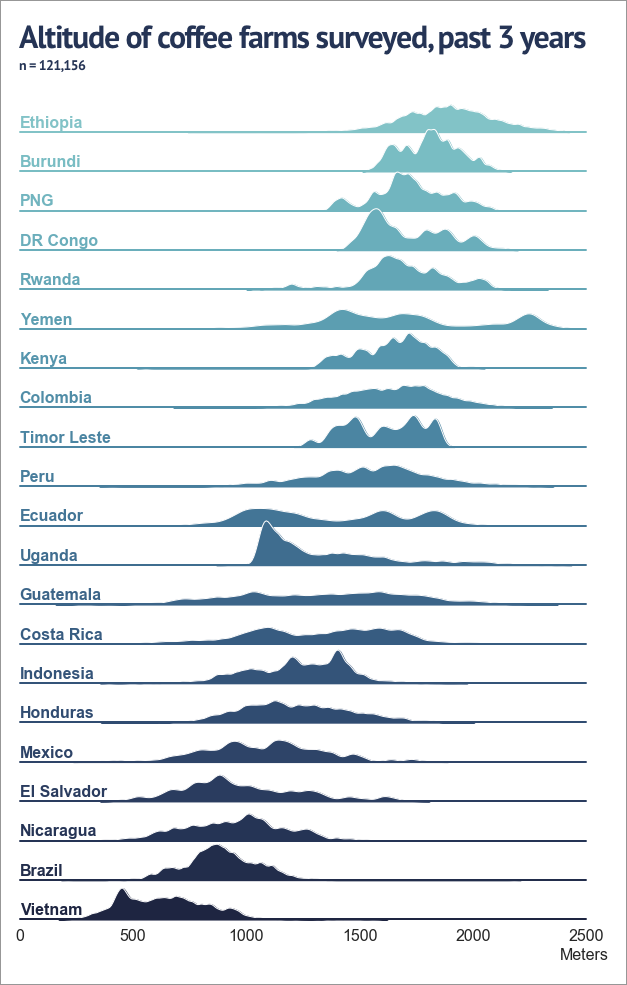 Altitude of coffee farms surveyed, past 3 years
n = 121,156
Ethiopia
Burundi
PNG
DR Congo
Rwanda
Yemen
Kenya
Colombia
Timor Leste
Peru
Ecuador
Uganda
Guatemala
Costa Rica
Indonesia
Honduras
Mexico
El Salvador
Nicaragua
Brazil
Vietnam
0 500 1000 1500 2000 2500
Meters